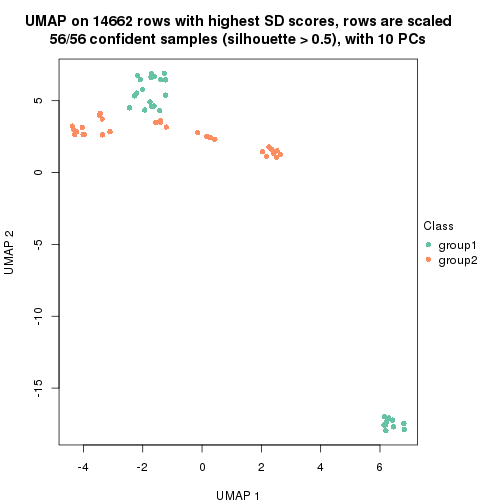 UMAP on 14662 rows with highest SD scores, rows are scaled
56/56 confident samples (silhouette > 0.5), with 10 PCs
5
0
-5
-10
-15
UMAP 2
Class
group1
group2
-4
-2
0
2
4
6
UMAP 1